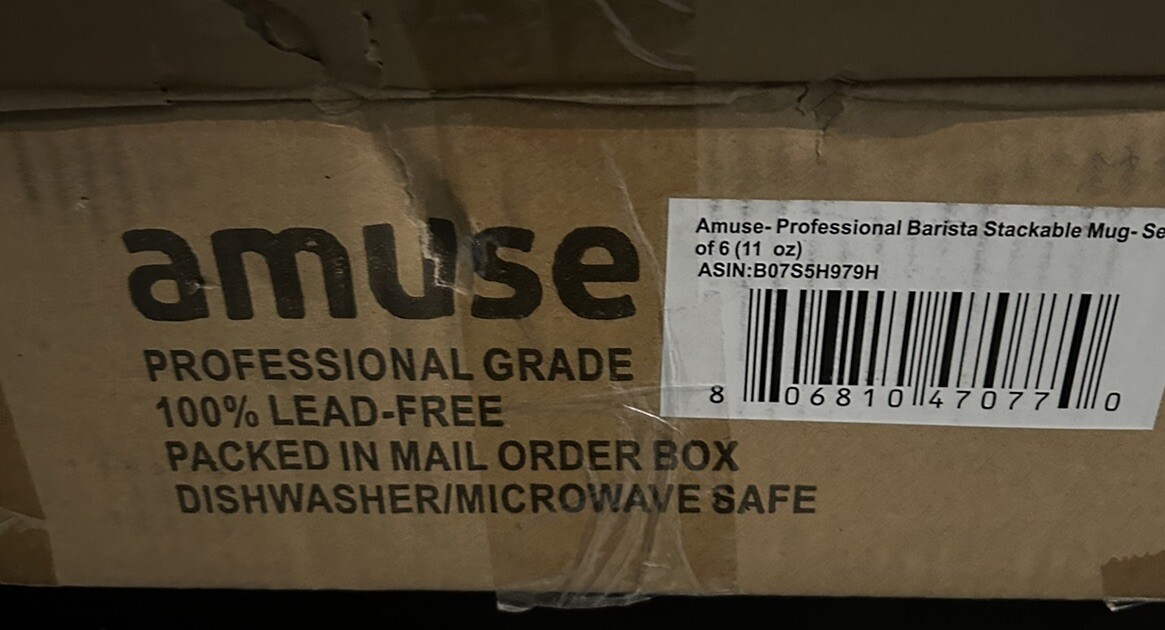 amuse
PROFESSIONAL GRADE
100% LEAD-FREE
PACKED IN MAIL ORDER BOX
DISHWASHER/MICROWAVE SAFE
Amuse- Professional Barista Stackable Mug- Se
of 6 (11 oz)
ASIN:B07S5H979H
8 06810 47077 0